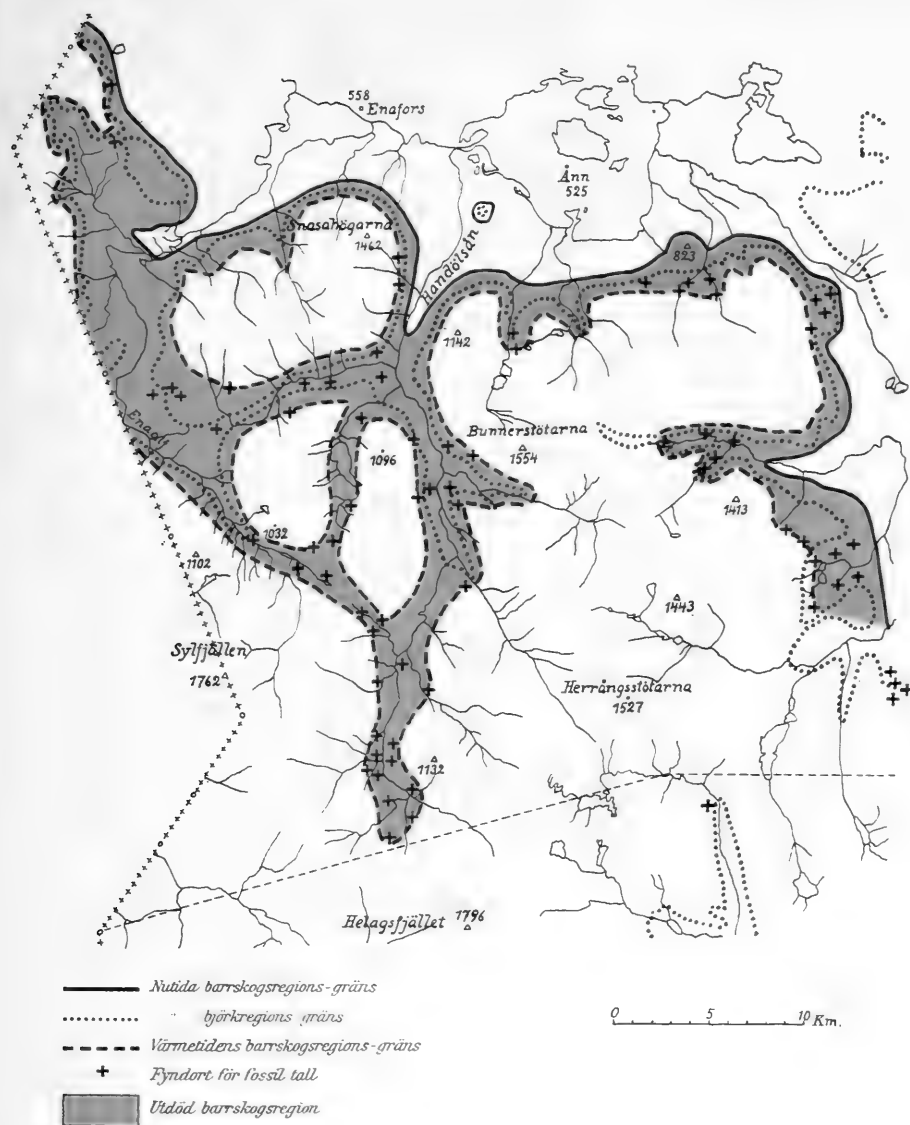 558
Enafors
Ånn
525
Snasahögarna
1462
Handölsån
823
1142
Enaälv
Bunnerstötarna
1554
1096
1413
1032
1102
1443
Sylfjällen
1762
Herrångsstötarna
1527
1132
Helagsfjället 1796
Nutida barrskogsregions-gräns
" björkregions gräns
Värmetidens barrskogsregions-gräns
Fyndort för fossil tall
Utdöd barrskogsregion
0 5 10 Km.